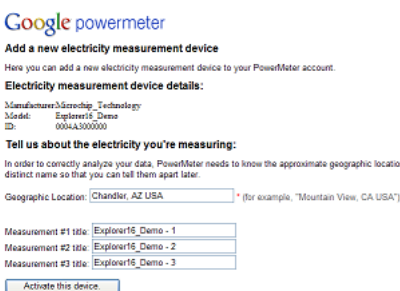 Google powermeter
Add a new electricity measurement device
Here you can add a new electricity measurement device to your PowerMeter account.
Electricity measurement device details:
Manufacturer:Microchip_Technology
Model: Explorer16_Demo
ID: 0004A3000000
Tell us about the electricity you're measuring:
In order to correctly analyze your data, PowerMeter needs to know the approximate geographic locatio
distinct name so that you can tell them apart later.
Geographic Location: Chandler, AZ USA * (for example, "Mountain View, CA USA")
Measurement #1 title: Explorer16_Demo - 1
Measurement #2 title: Explorer16_Demo - 2
Measurement #3 title: Explorer16_Demo - 3
Activate this device.